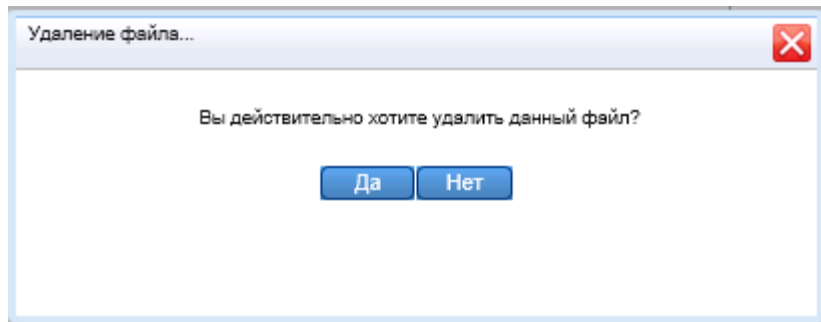 Удаление файла...
Вы действительно хотите удалить данный файл?
Да Нет